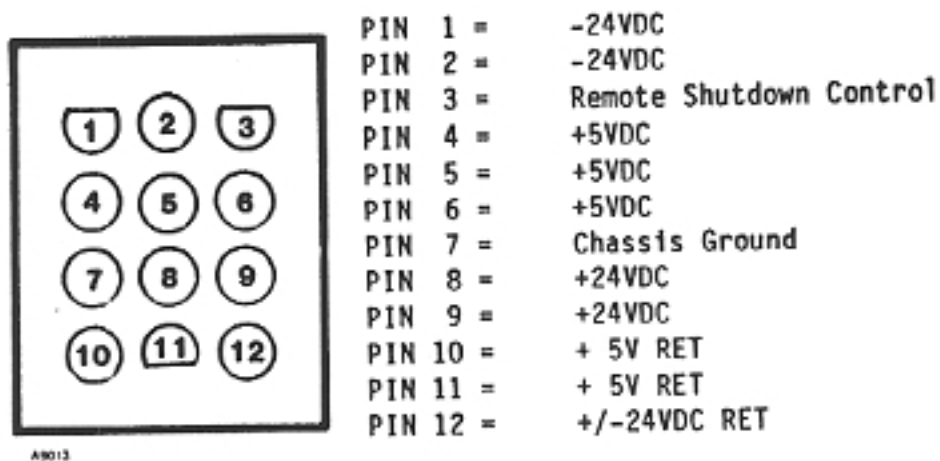 PIN 1 = -24VDC
PIN 2 = -24VDC
PIN 3 = Remote Shutdown Control
PIN 4 = +5VDC
PIN 5 = +5VDC
PIN 6 = +5VDC
PIN 7 = Chassis Ground
PIN 8 = +24VDC
PIN 9 = +24VDC
PIN 10 = + 5V RET
PIN 11 = + 5V RET
PIN 12 = +/-24VDC RET
1 2 3
4 5 6
7 8 9
10 11 12
A9013